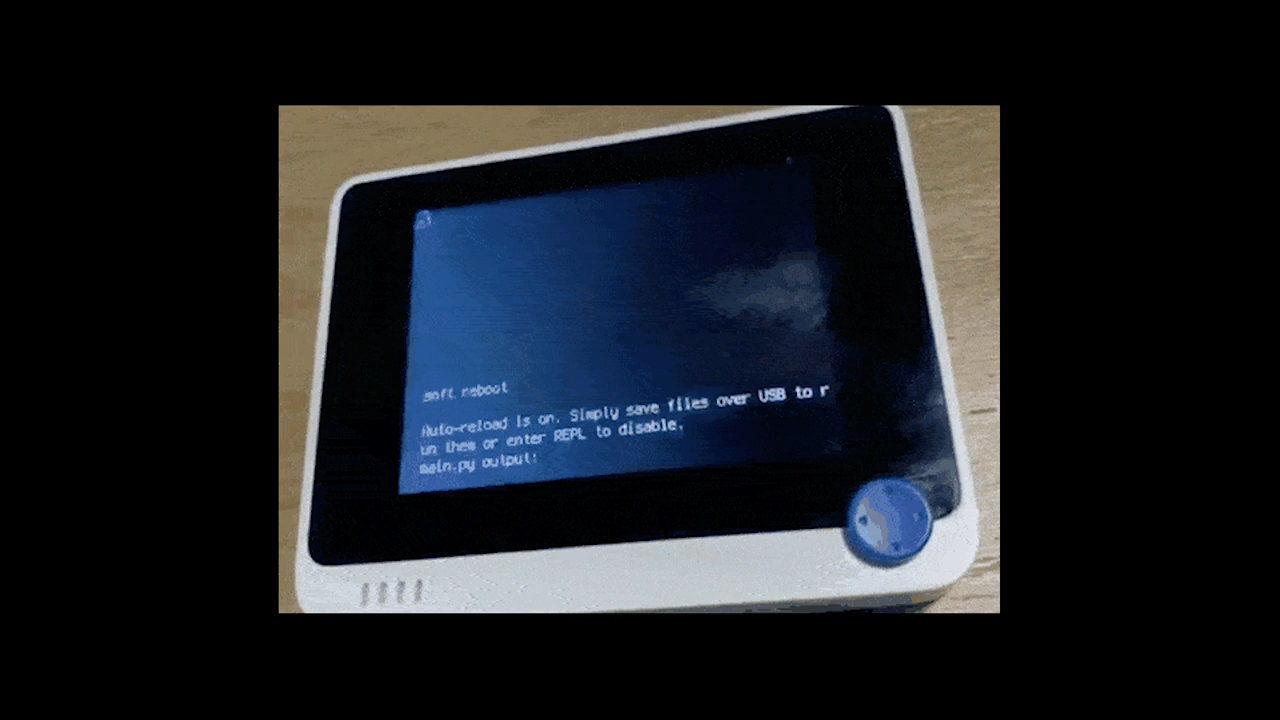 soft reboot
Auto-reload is on. Simply save files over USB to r
un them or enter REPL to disable.
main.py output: